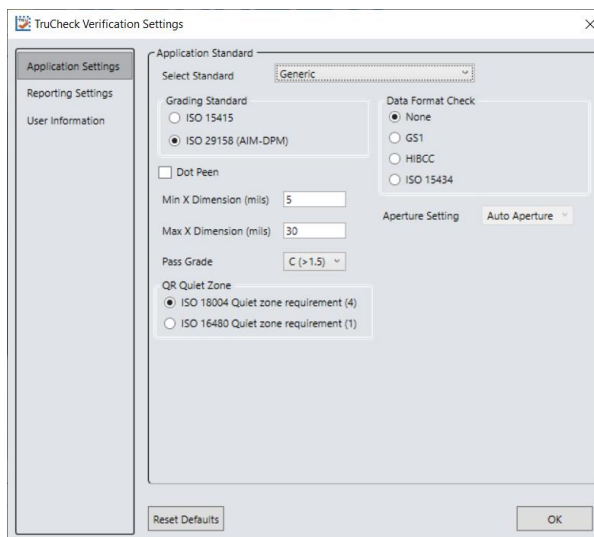 TruCheck Verification Settings
Application Settings
Reporting Settings
User Information
Application Standard
Select Standard
Generic
Grading Standard
ISO 15415
ISO 29158 (AIM-DPM)
Data Format Check
None
GS1
HIBCC
ISO 15434
Dot Peen
Min X Dimension (mils)
5
Max X Dimension (mils)
30
Aperture Setting
Auto Aperture
Pass Grade
C (>1.5)
QR Quiet Zone
ISO 18004 Quiet zone requirement (4)
ISO 16480 Quiet zone requirement (1)
Reset Defaults
OK